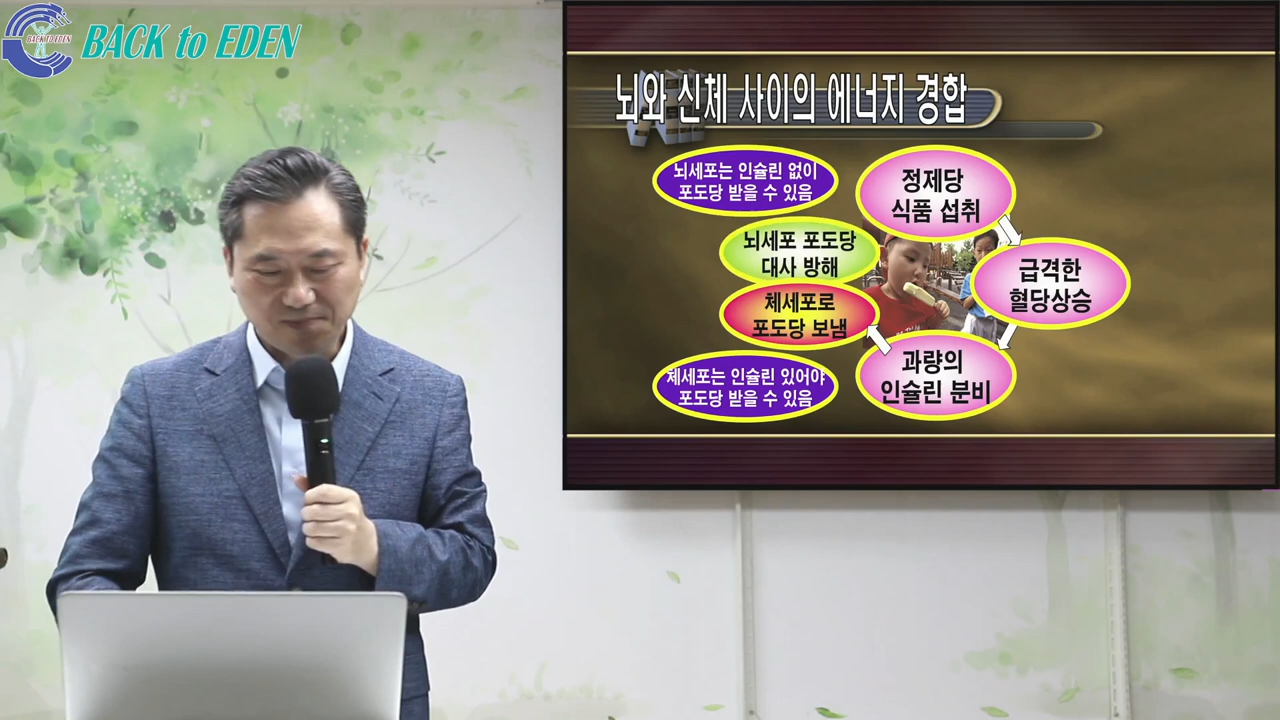 BACK to EDEN
BACK TO EDEN
뇌와 신체 사이의 에너지 경합
뇌세포는 인슐린 없이
포도당 받을 수 있음
정제당
식품 섭취
뇌세포 포도당
대사 방해
급격한
혈당상승
체세포로
포도당 보냄
과량의
인슐린 분비
체세포는 인슐린 있어야
포도당 받을 수 있음